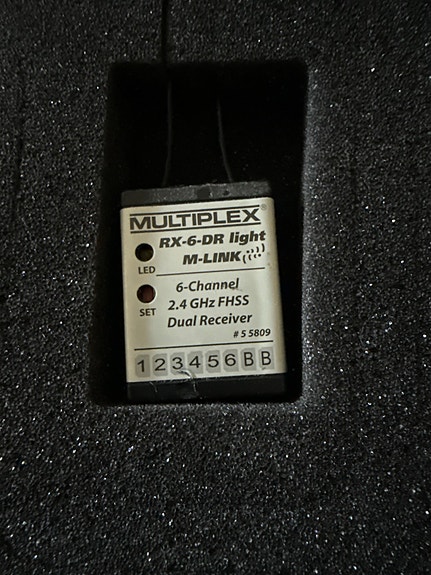 MULTIPLEX®
RX-6-DR light
M-LINK
LED
6-Channel
2.4 GHz FHSS
SET
Dual Receiver
# 5 5809
1 2 3 4 5 6 B B